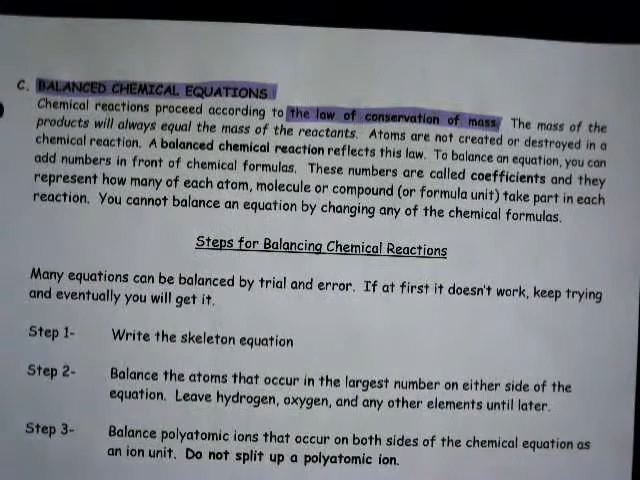 C. BALANCED CHEMICAL EQUATIONS
Chemical reactions proceed according to the law of conservation of mass. The mass of the
products will always equal the mass of the reactants. Atoms are not created or destroyed in a
chemical reaction. A balanced chemical reaction reflects this law. To balance an equation, you can
add numbers in front of chemical formulas. These numbers are called coefficients and they
represent how many of each atom, molecule or compound (or formula unit) take part in each
reaction. You cannot balance an equation by changing any of the chemical formulas.
Steps for Balancing Chemical Reactions
Many equations can be balanced by trial and error. If at first it doesn't work, keep trying
and eventually you will get it.
Step 1- Write the skeleton equation
Step 2- Balance the atoms that occur in the largest number on either side of the
equation. Leave hydrogen, oxygen, and any other elements until later.
Step 3- Balance polyatomic ions that occur on both sides of the chemical equation as
an ion unit. Do not split up a polyatomic ion.